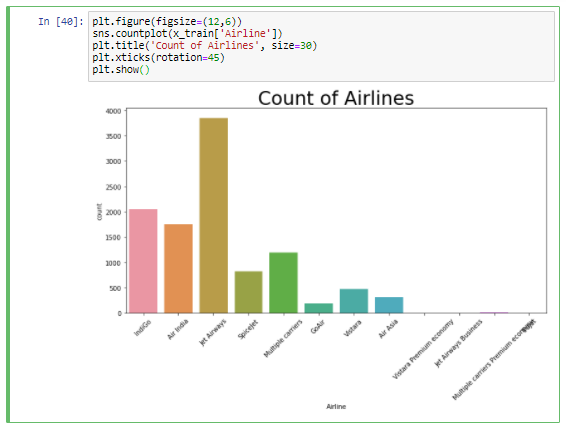 In [40]: plt.figure(figsize=(12,6))
sns.countplot(x_train['Airline'])
plt.title('Count of Airlines', size=30)
plt.xticks(rotation=45)
plt.show()
Count of Airlines
4000
3500
3000
2500
2000
1500
1000
500
0
count
IndiGo
Air India
Jet Airways
SpiceJet
Multiple carriers
GoAir
Vistara
Air Asia
Vistara Premium economy
Jet Airways Business
Multiple carriers Premium economy
Airline